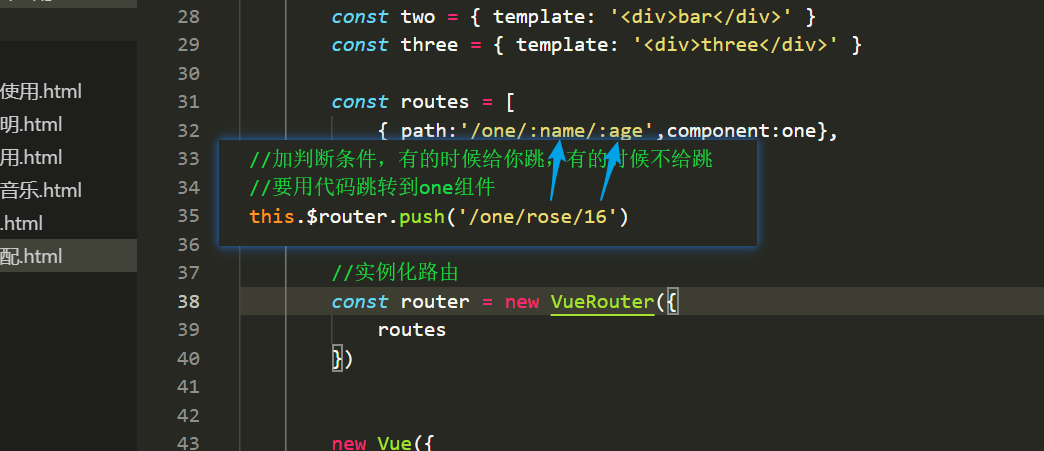 使用.html
明.html
用.html
音乐.html
.html
配.html
28 const two = { template: '<div>bar</div>' }
29 const three = { template: '<div>three</div>' }
30
31 const routes = [
32 { path:'/one/:name/:age',component:one},
33
34
35
36
37 //实例化路由
38 const router = new VueRouter({
39 routes
40 })
41
42
43 new Vue({
//加判断条件，有的时候给你跳，有的时候不给跳
//要用代码跳转到one组件
this.$router.push('/one/rose/16')